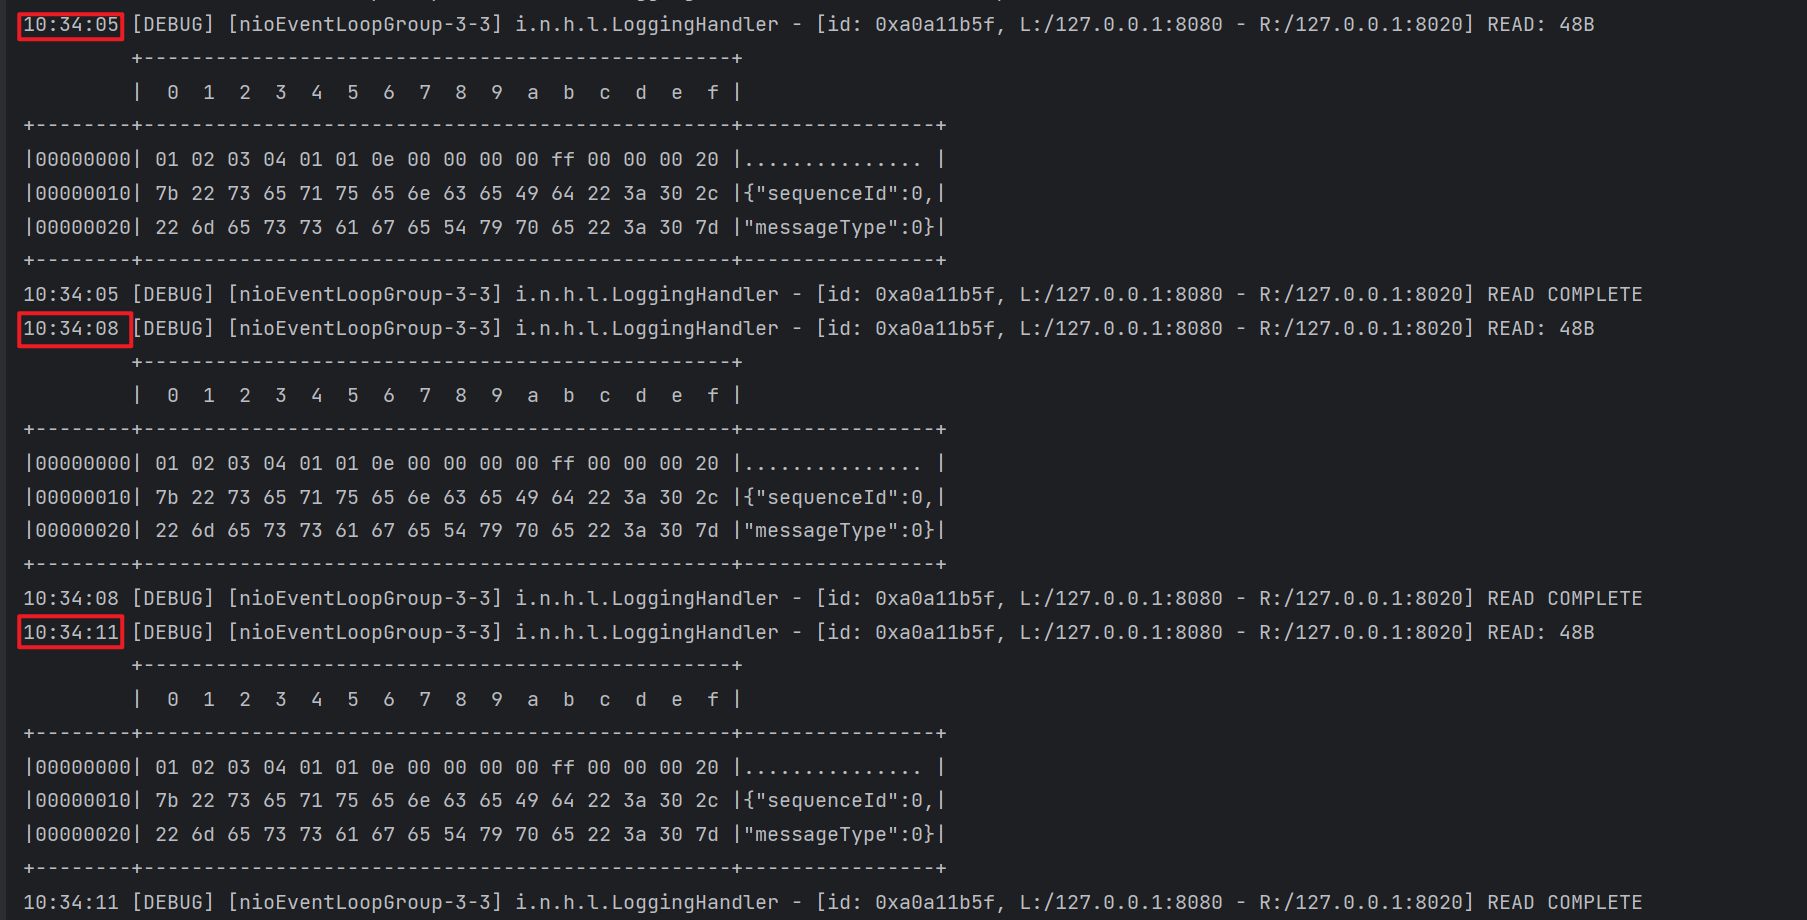 10:34:05 [DEBUG] [nioEventLoopGroup-3-3] i.n.h.l.LoggingHandler - [id: 0xa0a11b5f, L:/127.0.0.1:8080 - R:/127.0.0.1:8020] READ: 48B
         +-------------------------------------------------+
         |  0  1  2  3  4  5  6  7  8  9  a  b  c  d  e  f |
+--------+-------------------------------------------------+----------------+
|00000000| 01 02 03 04 01 01 0e 00 00 00 00 ff 00 00 00 20 |............... |
|00000010| 7b 22 73 65 71 75 65 6e 63 65 49 64 22 3a 30 2c |{"sequenceId":0,|
|00000020| 22 6d 65 73 73 61 67 65 54 79 70 65 22 3a 30 7d |"messageType":0}|
+--------+-------------------------------------------------+----------------+
10:34:05 [DEBUG] [nioEventLoopGroup-3-3] i.n.h.l.LoggingHandler - [id: 0xa0a11b5f, L:/127.0.0.1:8080 - R:/127.0.0.1:8020] READ COMPLETE
10:34:08 [DEBUG] [nioEventLoopGroup-3-3] i.n.h.l.LoggingHandler - [id: 0xa0a11b5f, L:/127.0.0.1:8080 - R:/127.0.0.1:8020] READ: 48B
         +-------------------------------------------------+
         |  0  1  2  3  4  5  6  7  8  9  a  b  c  d  e  f |
+--------+-------------------------------------------------+----------------+
|00000000| 01 02 03 04 01 01 0e 00 00 00 00 ff 00 00 00 20 |............... |
|00000010| 7b 22 73 65 71 75 65 6e 63 65 49 64 22 3a 30 2c |{"sequenceId":0,|
|00000020| 22 6d 65 73 73 61 67 65 54 79 70 65 22 3a 30 7d |"messageType":0}|
+--------+-------------------------------------------------+----------------+
10:34:08 [DEBUG] [nioEventLoopGroup-3-3] i.n.h.l.LoggingHandler - [id: 0xa0a11b5f, L:/127.0.0.1:8080 - R:/127.0.0.1:8020] READ COMPLETE
10:34:11 [DEBUG] [nioEventLoopGroup-3-3] i.n.h.l.LoggingHandler - [id: 0xa0a11b5f, L:/127.0.0.1:8080 - R:/127.0.0.1:8020] READ: 48B
         +-------------------------------------------------+
         |  0  1  2  3  4  5  6  7  8  9  a  b  c  d  e  f |
+--------+-------------------------------------------------+----------------+
|00000000| 01 02 03 04 01 01 0e 00 00 00 00 ff 00 00 00 20 |............... |
|00000010| 7b 22 73 65 71 75 65 6e 63 65 49 64 22 3a 30 2c |{"sequenceId":0,|
|00000020| 22 6d 65 73 73 61 67 65 54 79 70 65 22 3a 30 7d |"messageType":0}|
+--------+-------------------------------------------------+----------------+
10:34:11 [DEBUG] [nioEventLoopGroup-3-3] i.n.h.l.LoggingHandler - [id: 0xa0a11b5f, L:/127.0.0.1:8080 - R:/127.0.0.1:8020] READ COMPLETE